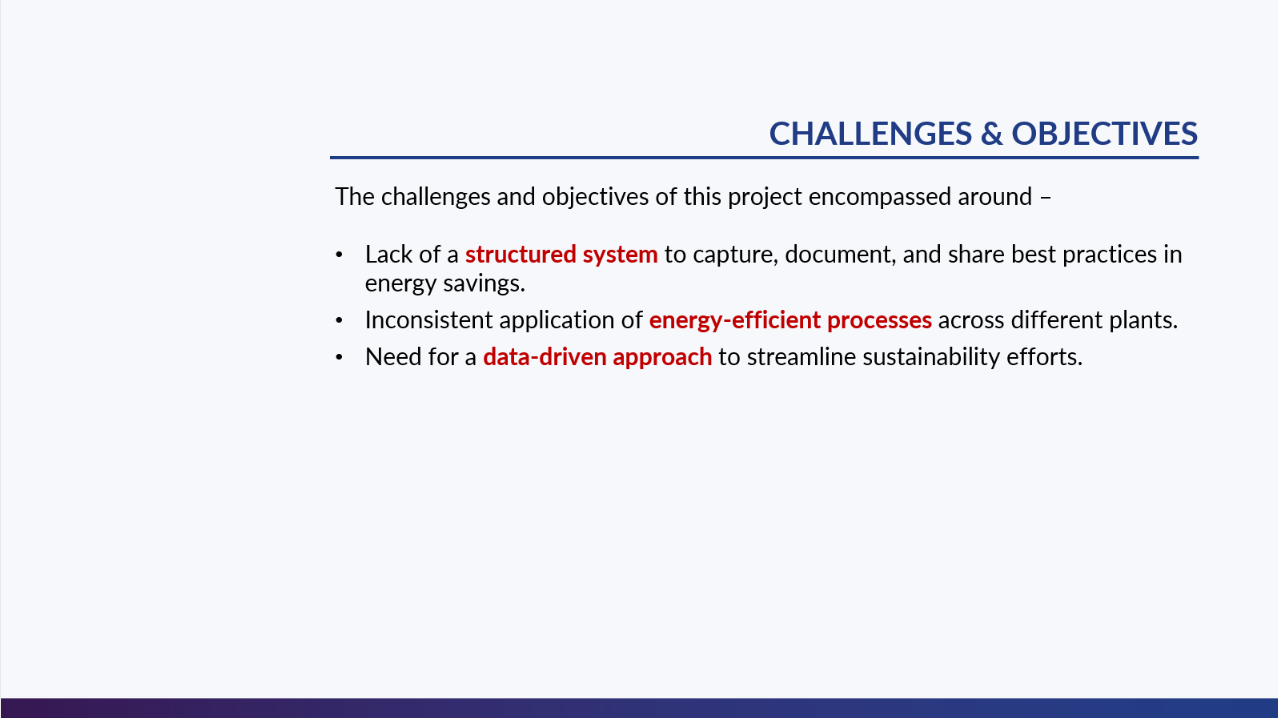 CHALLENGES & OBJECTIVES
The challenges and objectives of this project encompassed around –
• Lack of a structured system to capture, document, and share best practices in
energy savings.
• Inconsistent application of energy-efficient processes across different plants.
• Need for a data-driven approach to streamline sustainability efforts.